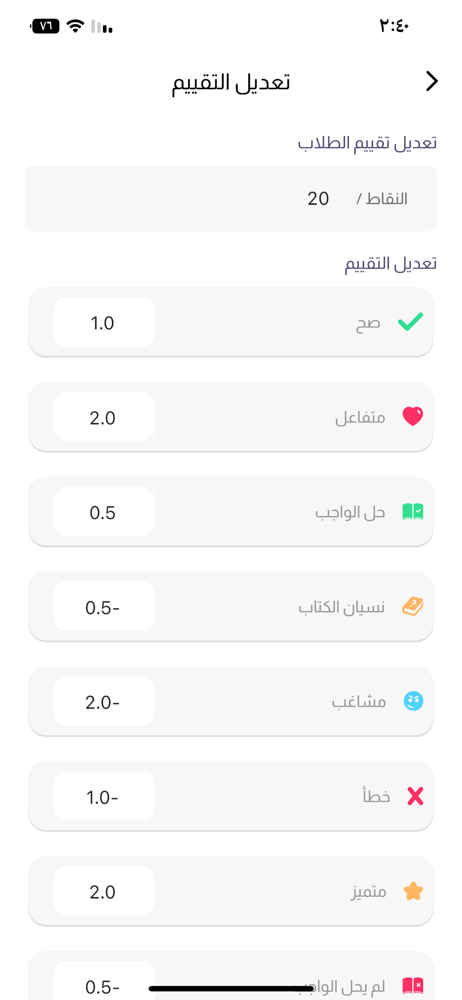 ٢:٤٠
٧٦
تعديل التقييم
تعديل تقييم الطلاب
النقاط / 20
تعديل التقييم
صح 1.0
متفاعل 2.0
حل الواجب 0.5
نسيان الكتاب 0.5-
مشاغب 2.0-
خطأ 1.0-
متميز 2.0
لم يحل الواجب 0.5-